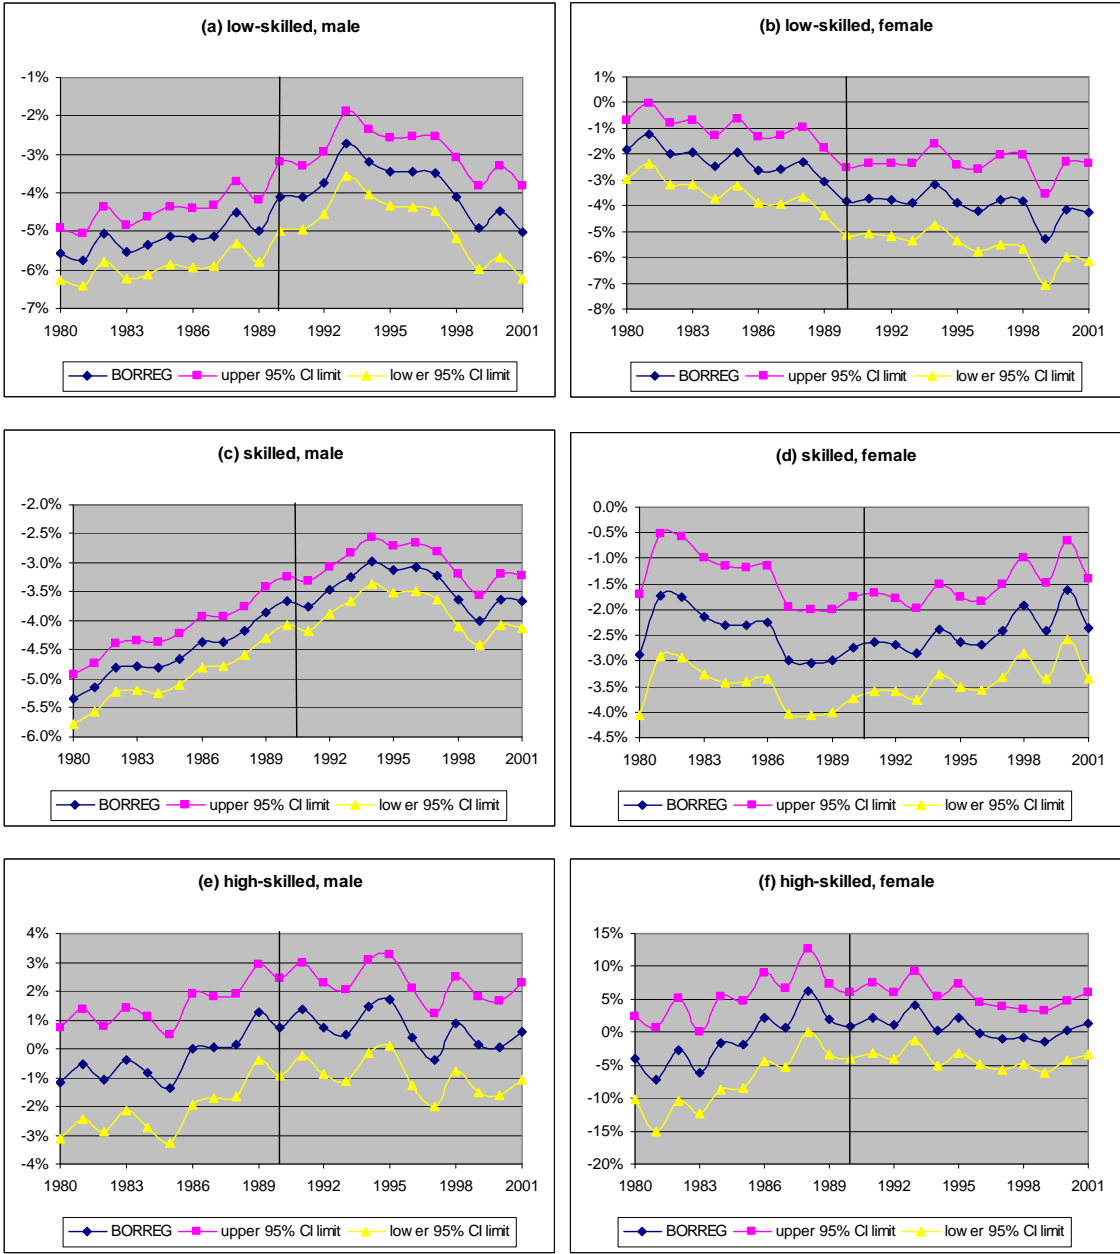 (a) low-skilled, male
-1%
-2%
-3%
-4%
-5%
-6%
-7%
1980 1983 1986 1989 1992 1995 1998 2001
BORREG upper 95% CI limit low er 95% CI limit
(b) low-skilled, female
1%
0%
-1%
-2%
-3%
-4%
-5%
-6%
-7%
-8%
1980 1983 1986 1989 1992 1995 1998 2001
BORREG upper 95% CI limit low er 95% CI limit
(c) skilled, male
-2.0%
-2.5%
-3.0%
-3.5%
-4.0%
-4.5%
-5.0%
-5.5%
-6.0%
1980 1983 1986 1989 1992 1995 1998 2001
BORREG upper 95% CI limit low er 95% CI limit
(d) skilled, female
0.0%
-0.5%
-1.0%
-1.5%
-2.0%
-2.5%
-3.0%
-3.5%
-4.0%
-4.5%
1980 1983 1986 1989 1992 1995 1998 2001
BORREG upper 95% CI limit low er 95% CI limit
(e) high-skilled, male
4%
3%
2%
1%
0%
-1%
-2%
-3%
-4%
1980 1983 1986 1989 1992 1995 1998 2001
BORREG upper 95% CI limit low er 95% CI limit
(f) high-skilled, female
15%
10%
5%
0%
-5%
-10%
-15%
-20%
1980 1983 1986 1989 1992 1995 1998 2001
BORREG upper 95% CI limit low er 95% CI limit